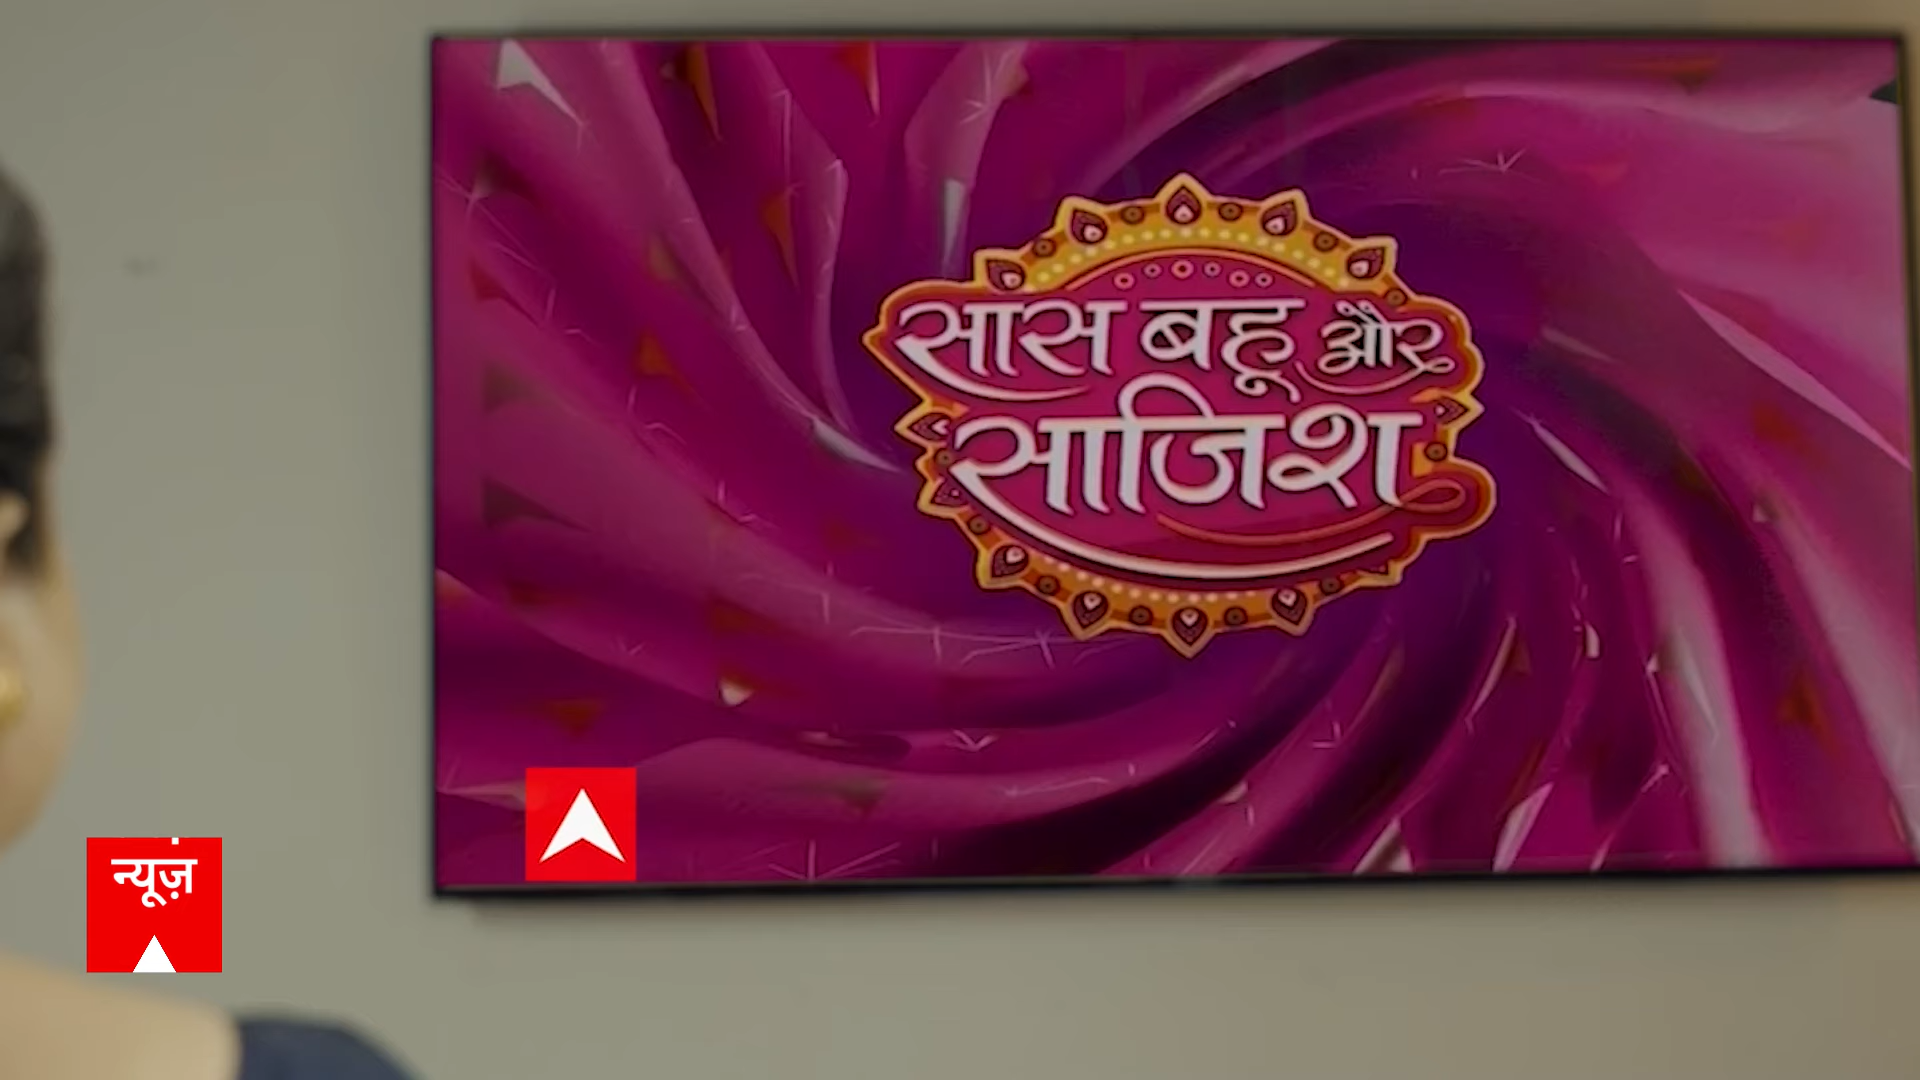 सास बहू और
साजिश
न्यूज़